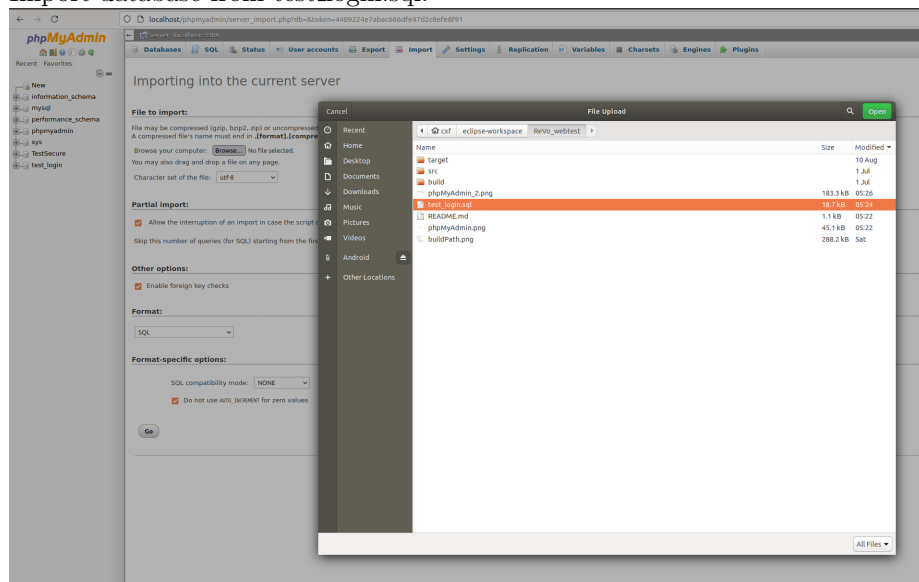 Import database from testlogin.sql.
localhost/phpmyadmin/server_import.php?db=&token=4409224e7abac666dfe47d2c8efe8f91
phpMyAdmin
Recent Favorites
New
information_schema
mysql
performance_schema
phpmyadmin
sys
TestSecure
test_login
Server: localhost:3306
Databases SQL Status User accounts Export Import Settings Replication Variables Charsets Engines Plugins
Importing into the current server
File to import:
File may be compressed (gzip, bzip2, zip) or uncompressed
A compressed file's name must end in .[format].[compre
Browse your computer: Browse... No file selected.
You may also drag and drop a file on any page.
Character set of the file: utf-8
Partial import:
Allow the interruption of an import in case the script
Skip this number of queries (for SQL) starting from the firs
Other options:
Enable foreign key checks
Format:
SQL
Format-specific options:
SQL compatibility mode: NONE
Do not use AUTO_INCREMENT for zero values
Go
Cancel File Upload Open
Recent
Home
Desktop
Documents
Downloads
Music
Pictures
Videos
Android
Other Locations
cxf eclipse-workspace ReVo_webtest
Name Size Modified
target 10 Aug
src 1 Jul
build 1 Jul
phpMyAdmin_2.png 183.3 kB 05:26
test_login.sql 18.7 kB 05:24
README.md 1.1 kB 05:22
phpMyAdmin.png 45.1 kB 05:22
buildPath.png 288.2 kB Sat
All Files